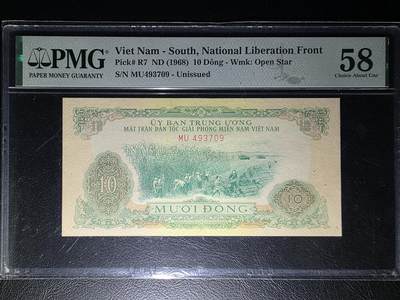 PMG
PAPER MONEY GUARANTY
Viet Nam - South, National Liberation Front
Pick# R7 ND (1968) 10 Dông - Wmk: Open Star
S/N MU493709 - Unissued
58
Choice About Unc
ỦY BAN TRUNG ƯƠNG
MẶT TRẬN DÂN TỘC GIẢI PHÓNG MIỀN NAM VIỆT NAM
MU 493709
10
10
MƯỜI ĐỒNG